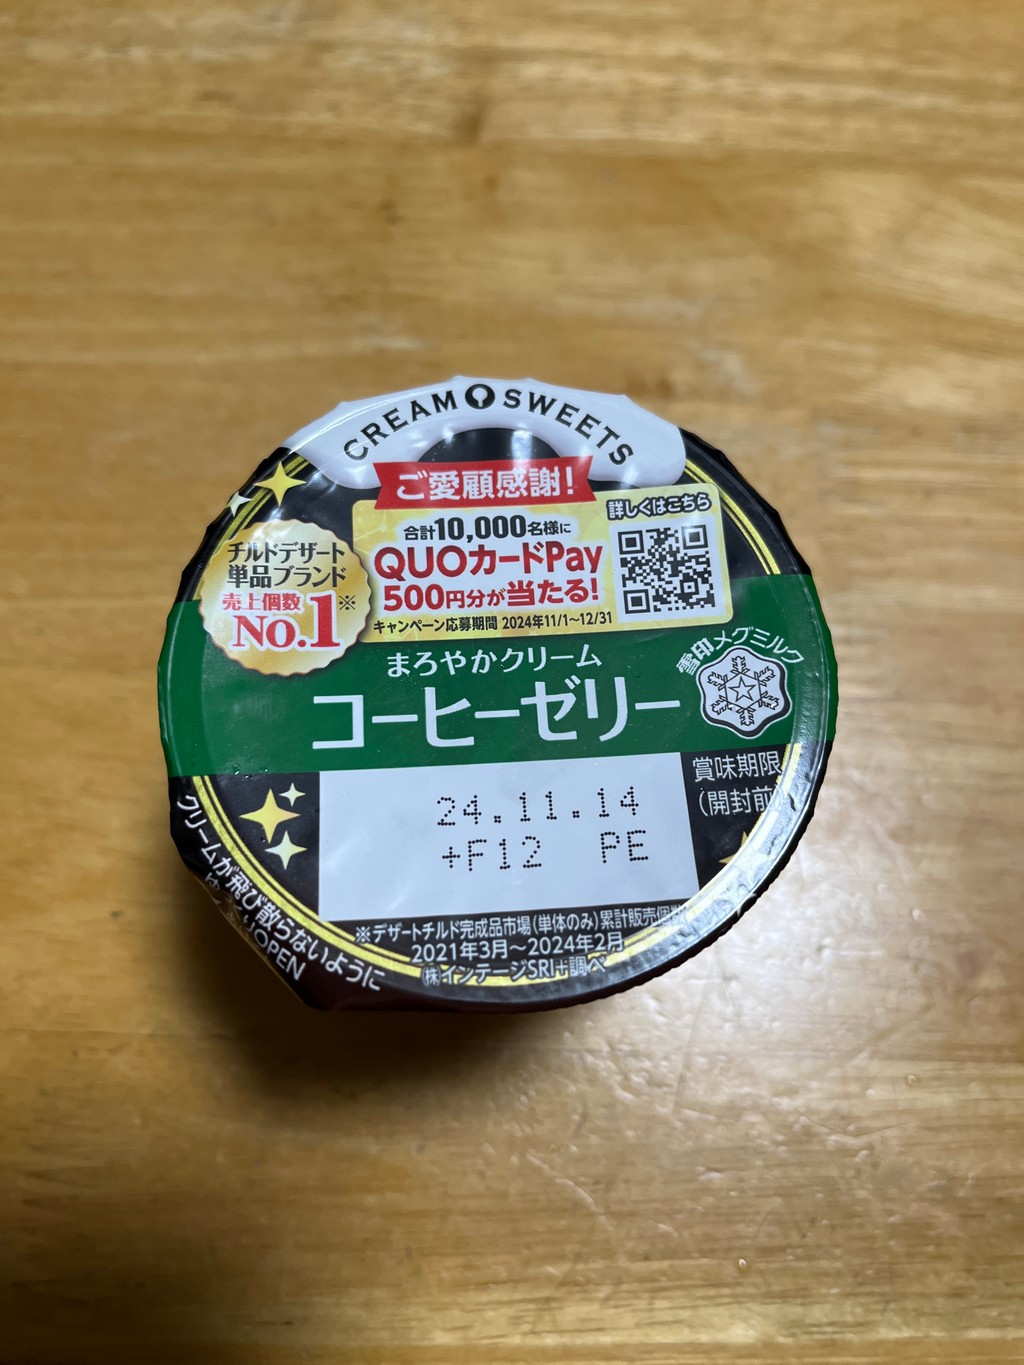 CREAM SWEETS
ご愛顧感謝!
詳しくはこちら
合計10,000名様に
QUOカードPay
500円分が当たる!
キャンペーン応募期間 2024年11/1〜12/31
チルドデザート
単品ブランド
売上個数※
No.1
まろやかクリーム
コーヒーゼリー
雪印メグミルク
賞味期限
(開封前
24.11.14
+F12 PE
※デザートチルド完成品市場(単体のみ)累計販売個数
2021年3月〜2024年2月
(株)インテージSRI+調べ
クリームが飛び散らないように
OPEN